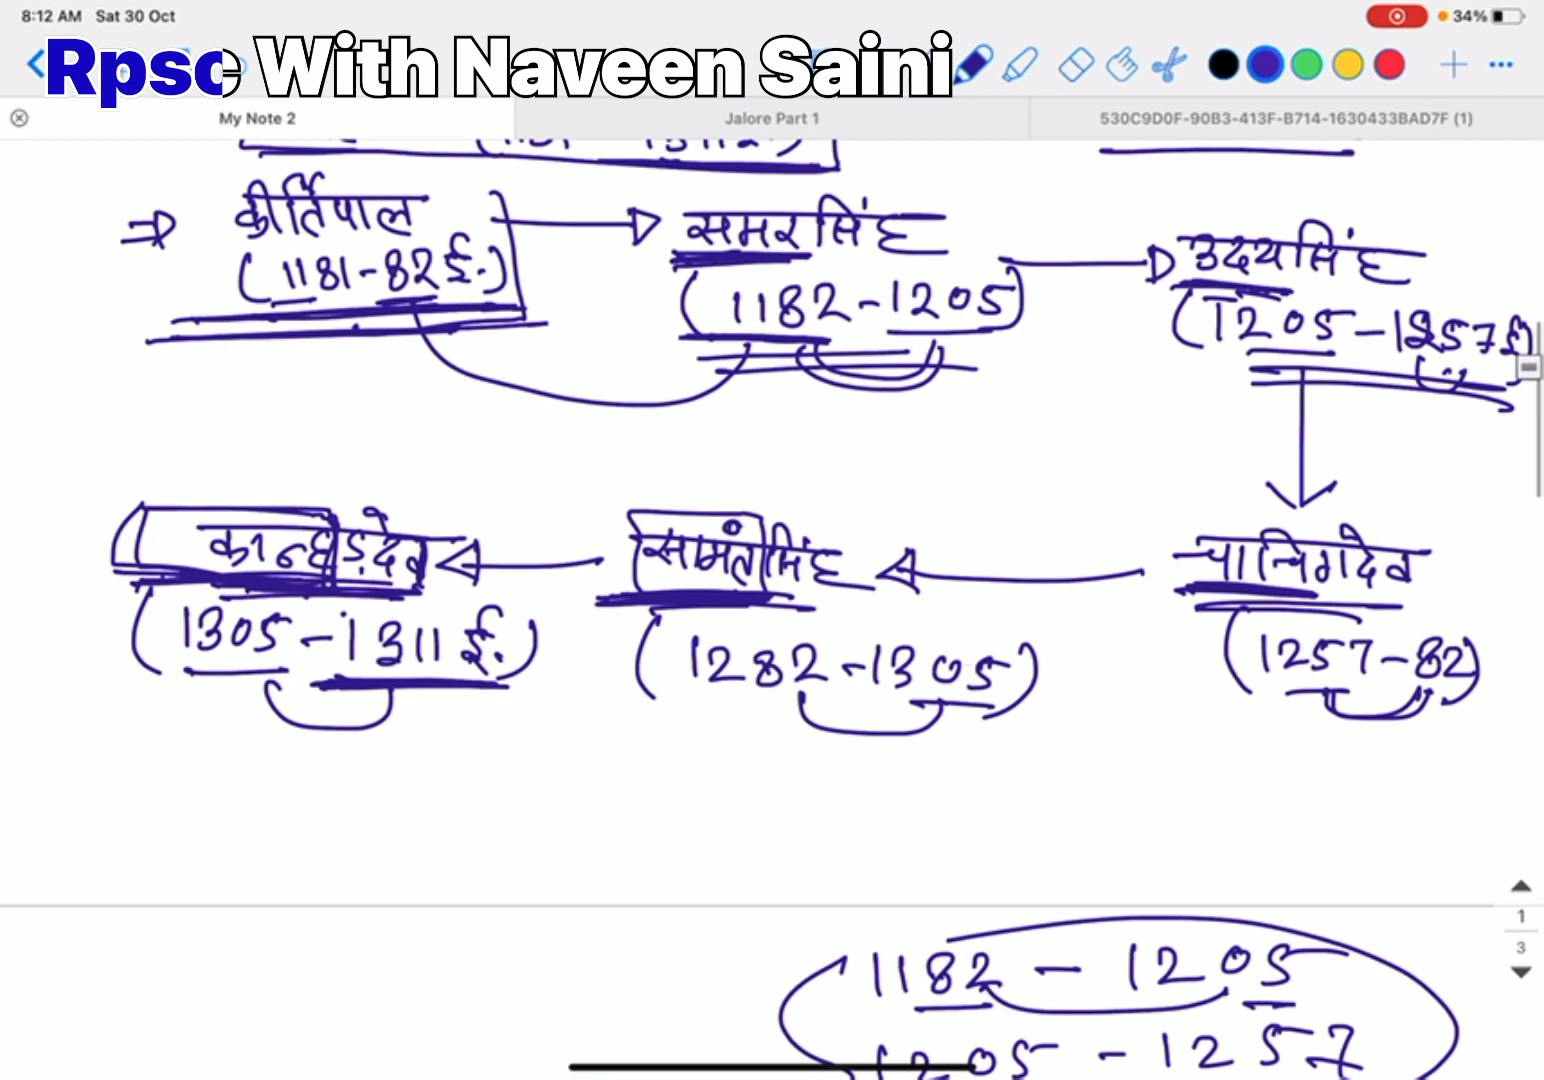 8:12 AM Sat 30 Oct
34%
Rpsc With Naveen Saini
My Note 2
Jalore Part 1
530C9D0F-90B3-413F-B714-1630433BAD7F (1)
⇒ कीर्तिपाल
(1181-82 ई.)
समरसिंह
(1182-1205)
उदयसिंह
(1205-1257 ई)
चाचिगदेव
(1257-82)
सामंतसिंह
(1282-1305)
कान्हड़देव
(1305-1311 ई.)
1
3
1182 - 1205
1205 - 1257